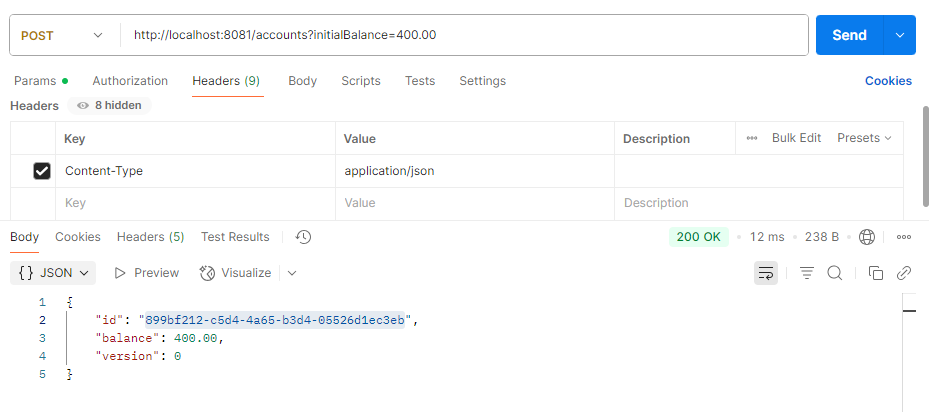 POST http://localhost:8081/accounts?initialBalance=400.00 Send
Params Authorization Headers (9) Body Scripts Tests Settings Cookies
Headers 8 hidden
Key Value Description Bulk Edit Presets
Content-Type application/json
Key Value Description
Body Cookies Headers (5) Test Results 200 OK 12 ms 238 B
{} JSON Preview Visualize
1 {
2 "id": "899bf212-c5d4-4a65-b3d4-05526d1ec3eb",
3 "balance": 400.00,
4 "version": 0
5 }